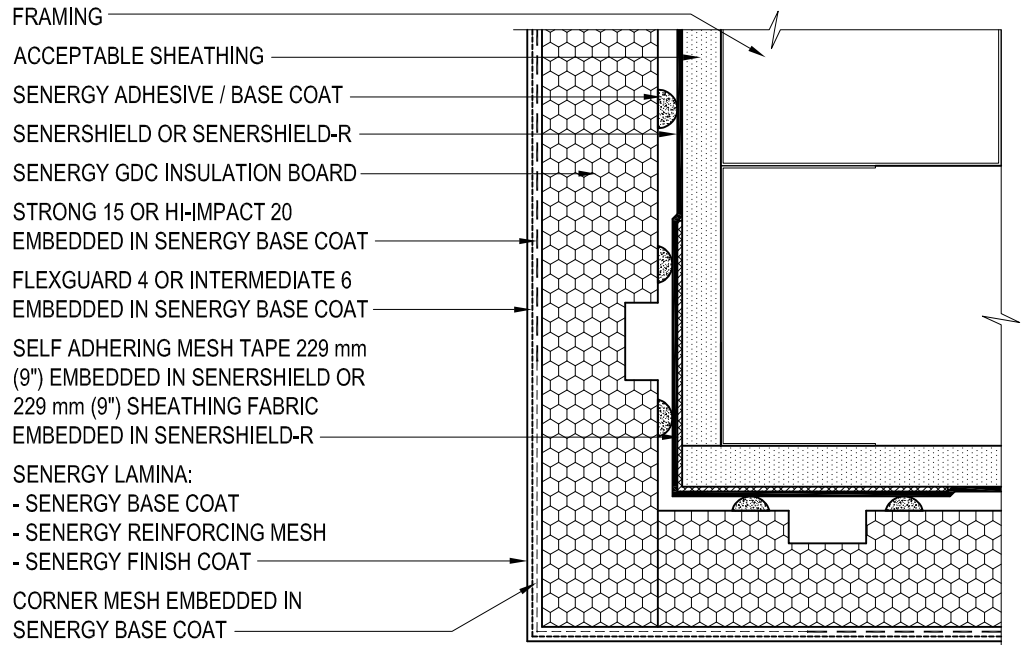 FRAMING
ACCEPTABLE SHEATHING
SENERGY ADHESIVE / BASE COAT
SENERSHIELD OR SENERSHIELD-R
SENERGY GDC INSULATION BOARD
STRONG 15 OR HI-IMPACT 20
EMBEDDED IN SENERGY BASE COAT
FLEXGUARD 4 OR INTERMEDIATE 6
EMBEDDED IN SENERGY BASE COAT
SELF ADHERING MESH TAPE 229 mm
(9") EMBEDDED IN SENERSHIELD OR
229 mm (9") SHEATHING FABRIC
EMBEDDED IN SENERSHIELD-R
SENERGY LAMINA:
- SENERGY BASE COAT
- SENERGY REINFORCING MESH
- SENERGY FINISH COAT
CORNER MESH EMBEDDED IN
SENERGY BASE COAT